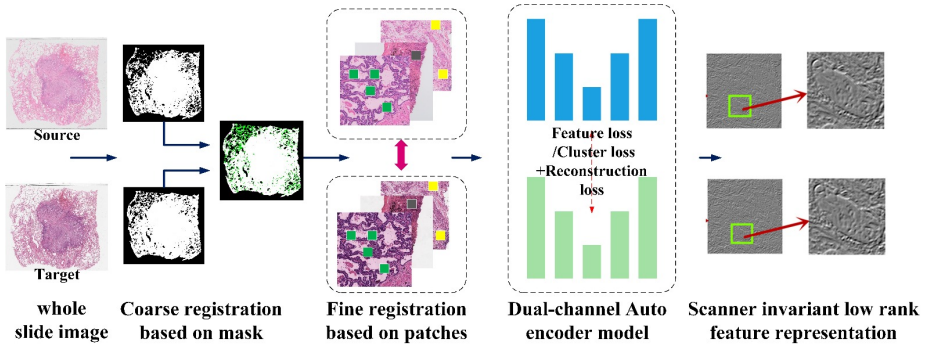 Source
Target
Feature loss
/Cluster loss
+Reconstruction
loss
whole
slide image
Coarse registration
based on mask
Fine registration
based on patches
Dual-channel Auto
encoder model
Scanner invariant low rank
feature representation